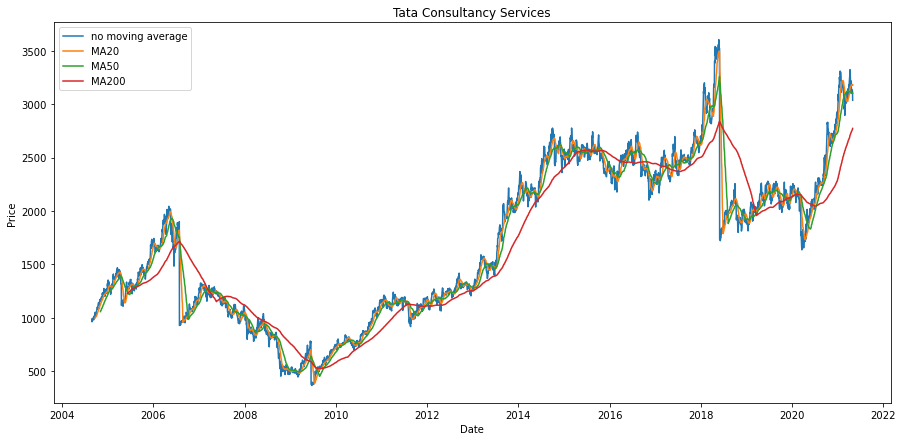 Tata Consultancy Services
no moving average
MA20
MA50
MA200
Price
3500
3000
2500
2000
1500
1000
500
2004 2006 2008 2010 2012 2014 2016 2018 2020 2022
Date